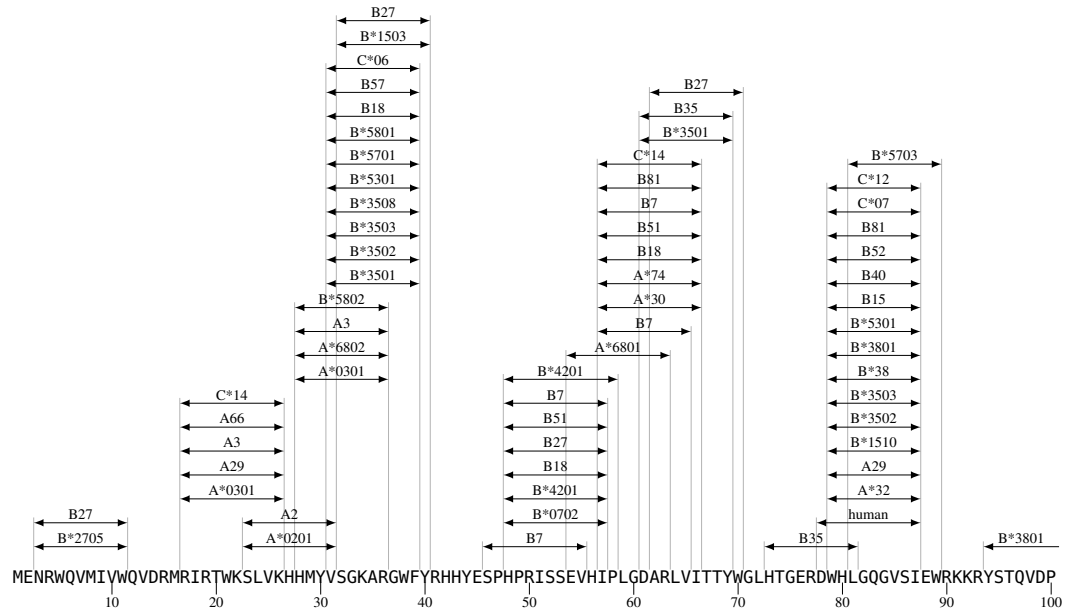 B27
B*1503
C*06
B57 B27
B18 B35
B*5801 B*3501
B*5701 C*14 B*5703
B*5301 B81 C*12
B*3508 B7 C*07
B*3503 B51 B81
B*3502 B18 B52
B*3501 A*74 B40
B*5802 A*30 B15
A3 B7 B*5301
A*6802 A*6801 B*3801
A*0301 B*4201 B*38
C*14 B7 B*3503
A66 B51 B*3502
A3 B27 B*1510
A29 B18 A29
A*0301 B*4201 A*32
B27 A2 B*0702 human
B*2705 A*0201 B7 B35 B*3801
MENRWQVMIVWQVDRMRIRTWKSLVKHHMYVSGKARGWFYRHHYESPHPRISSEVHIPLGDARLVITTYWGLHTGERDWHLGQGVSIEWRKKRYSTQVDP
10 20 30 40 50 60 70 80 90 100